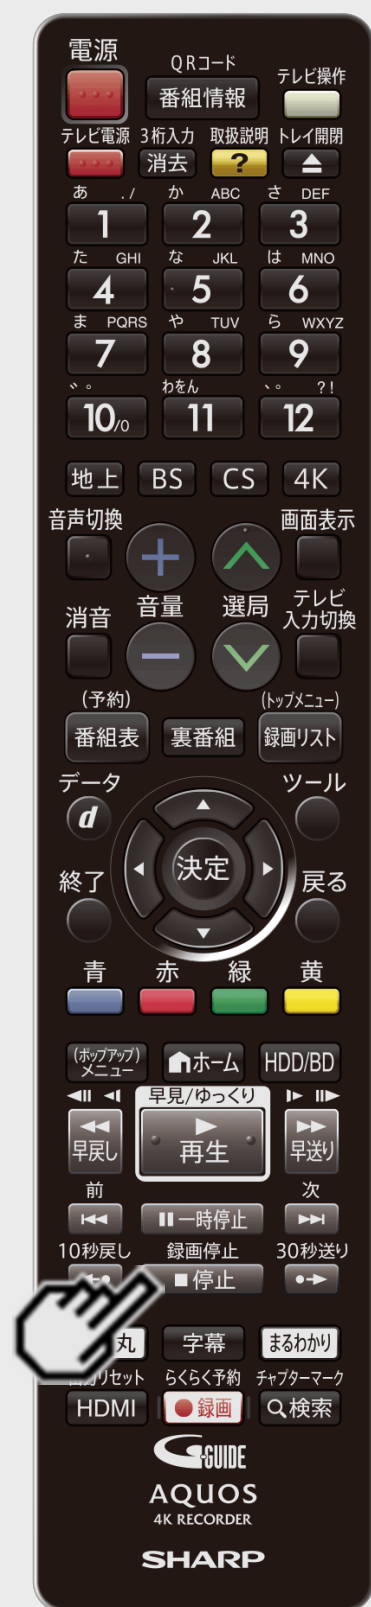 電源
QRコード
番組情報
テレビ操作
テレビ電源 3桁入力 取扱説明 トレイ開閉
消去 ?
あ ./ か ABC さ DEF
1 2 3
た GHI な JKL は MNO
4 5 6
ま PQRS や TUV ら WXYZ
7 8 9
゛゜ わをん 、。 ?!
10/0 11 12
地上 BS CS 4K
音声切換 画面表示
+
消音 音量 選局 テレビ
入力切換
−
(予約) (トップメニュー)
番組表 裏番組 録画リスト
データ ツール
d
決定
終了 戻る
青 赤 緑 黄
(ポップアップ)
メニュー
ホーム HDD/BD
早見/ゆっくり
早戻し 再生 早送り
前 次
一時停止
10秒戻し 録画停止 30秒送り
停止
丸 字幕 まるわかり
リセット らくらく予約 チャプターマーク
HDMI 録画 検索
G-GUIDE
AQUOS
4K RECORDER
SHARP